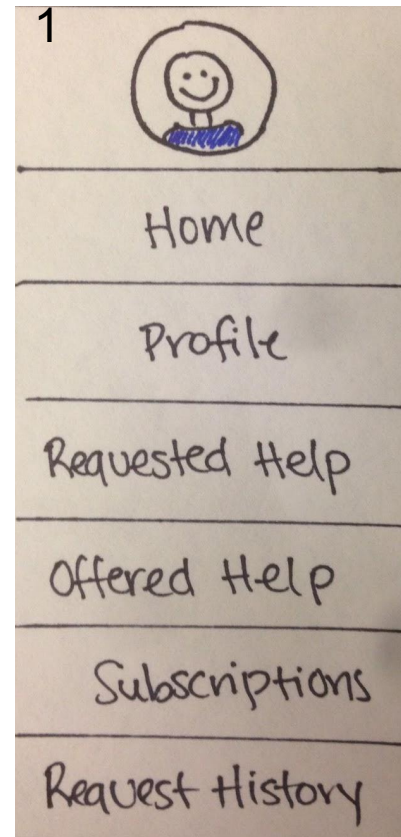 1
Home
Profile
Requested Help
Offered Help
Subscriptions
Request History